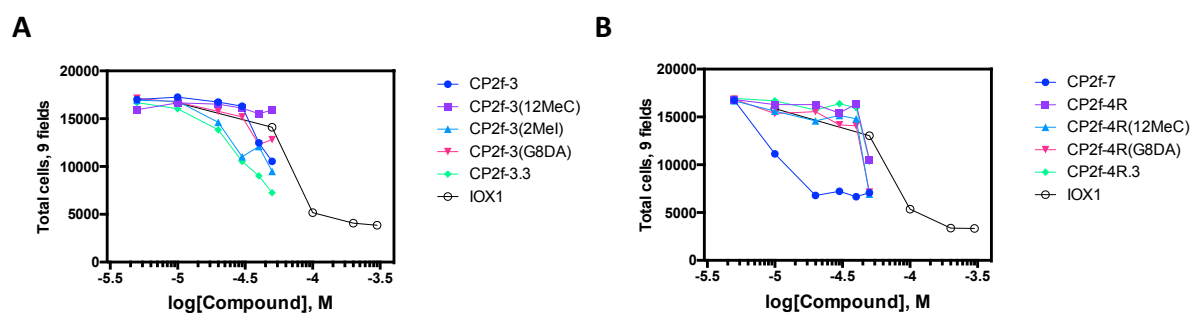 A
Total cells, 9 fields
20000
15000
10000
5000
0
-5.5
-5
-4.5
-4
-3.5
log[Compound], M
CP2f-3
CP2f-3(12MeC)
CP2f-3(2MeI)
CP2f-3(G8DA)
CP2f-3.3
IOX1
B
Total cells, 9 fields
20000
15000
10000
5000
0
-5.5
-5
-4.5
-4
-3.5
log[Compound], M
CP2f-7
CP2f-4R
CP2f-4R(12MeC)
CP2f-4R(G8DA)
CP2f-4R.3
IOX1